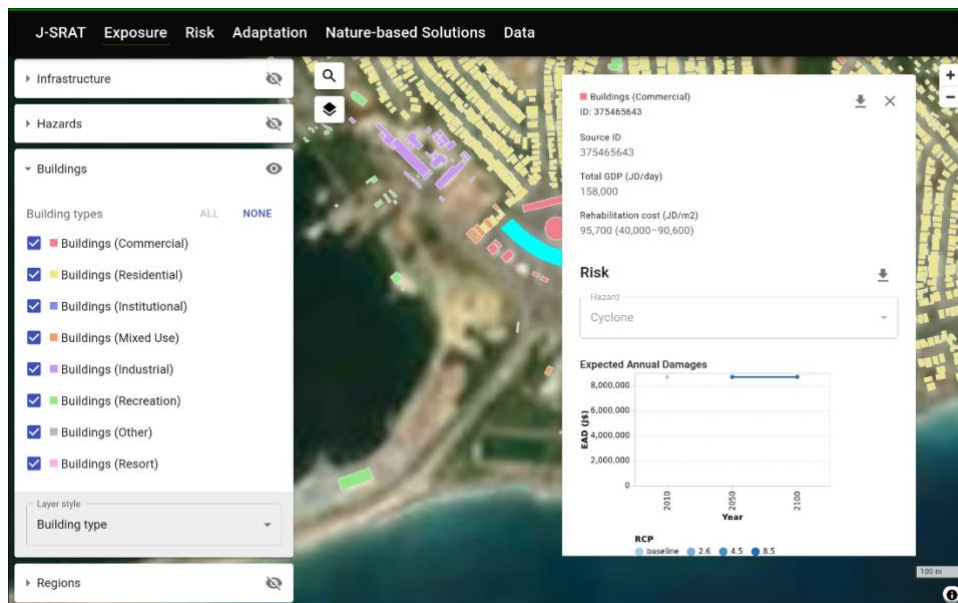 J-SRAT Exposure Risk Adaptation Nature-based Solutions Data
Infrastructure
Hazards
Buildings
Building types ALL NONE
Buildings (Commercial)
Buildings (Residential)
Buildings (Institutional)
Buildings (Mixed Use)
Buildings (Industrial)
Buildings (Recreation)
Buildings (Other)
Buildings (Resort)
Layer style
Building type
Regions
Buildings (Commercial)
ID: 375465643
Source ID
375465643
Total GDP (JD/day)
158,000
Rehabilitation cost (JD/m2)
95,700 (40,000–90,600)
Risk
Hazard
Cyclone
Expected Annual Damages
8,000,000
6,000,000
4,000,000
2,000,000
0
EAD (J$)
2010 2050 2100
Year
RCP
baseline 2.6 4.5 8.5
+
−
100 m